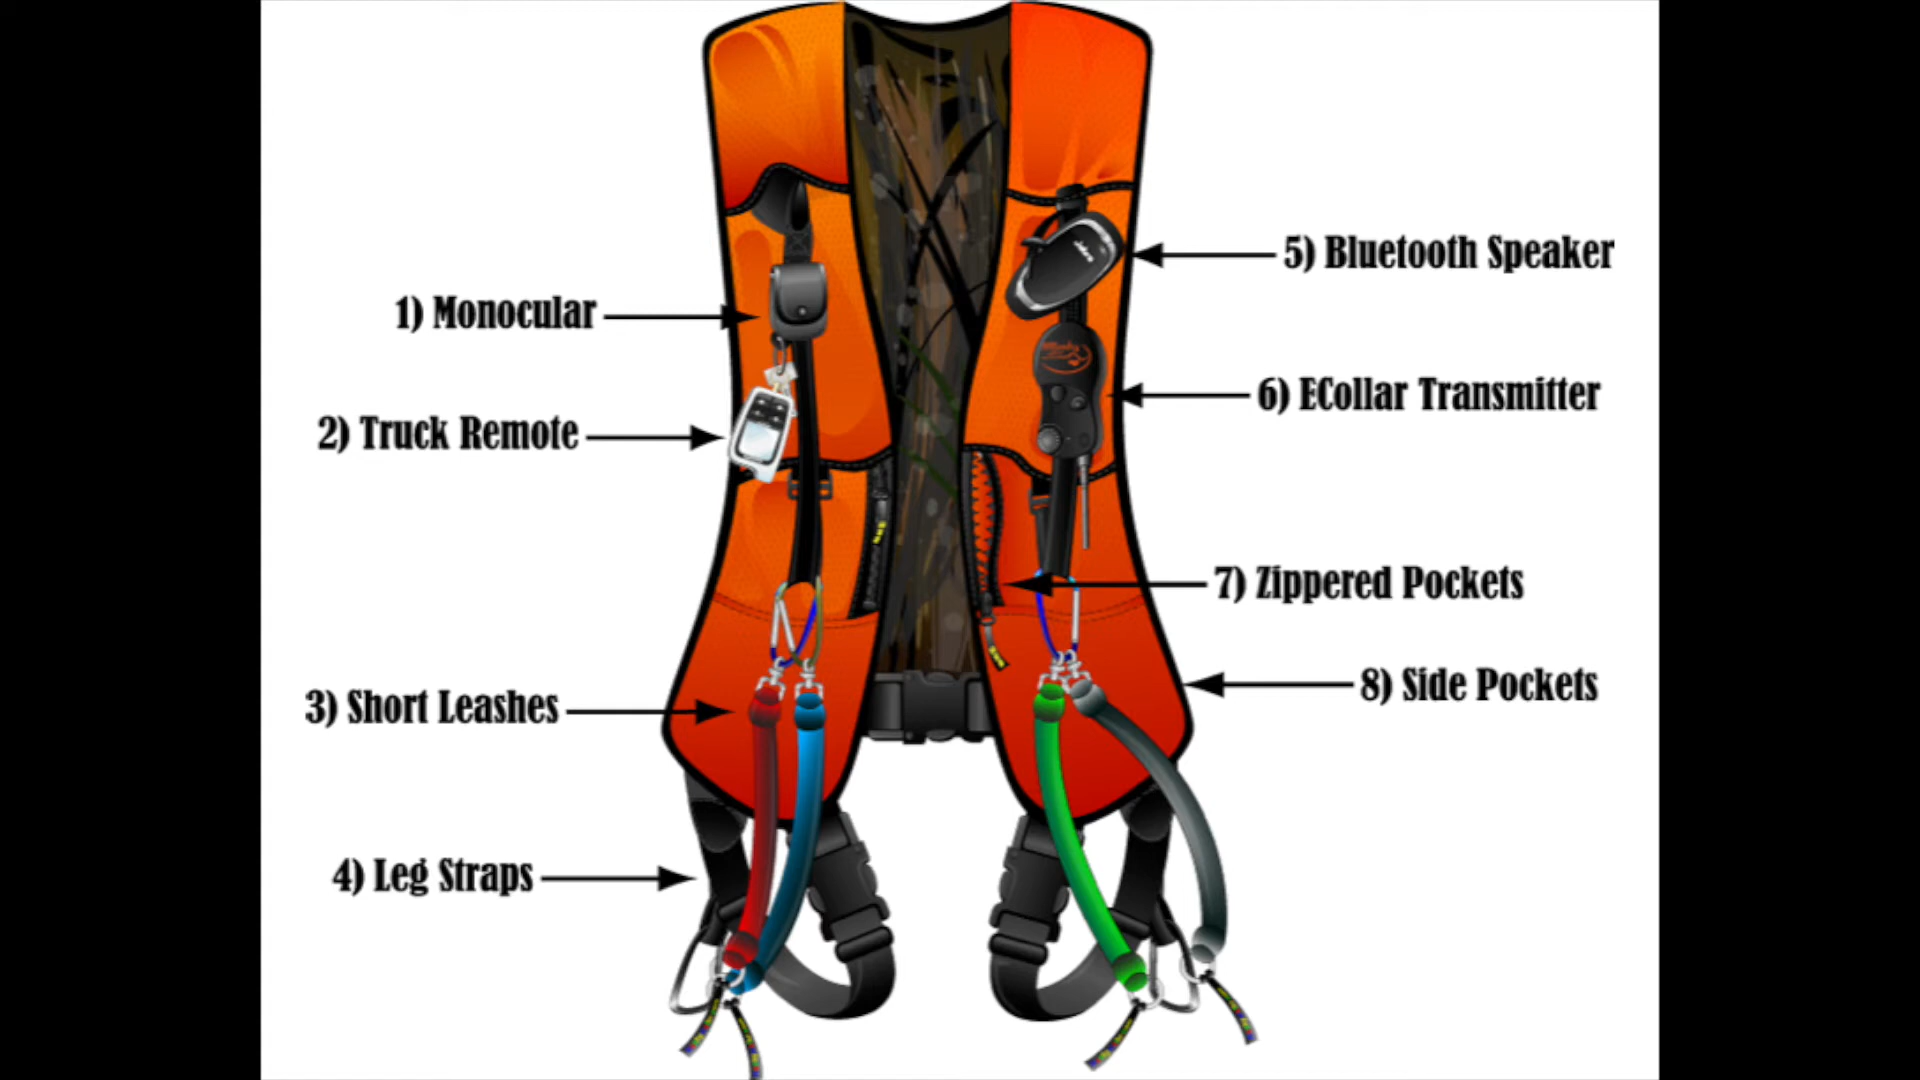 1) Monocular
2) Truck Remote
3) Short Leashes
4) Leg Straps
5) Bluetooth Speaker
6) ECollar Transmitter
7) Zippered Pockets
8) Side Pockets
Jabra